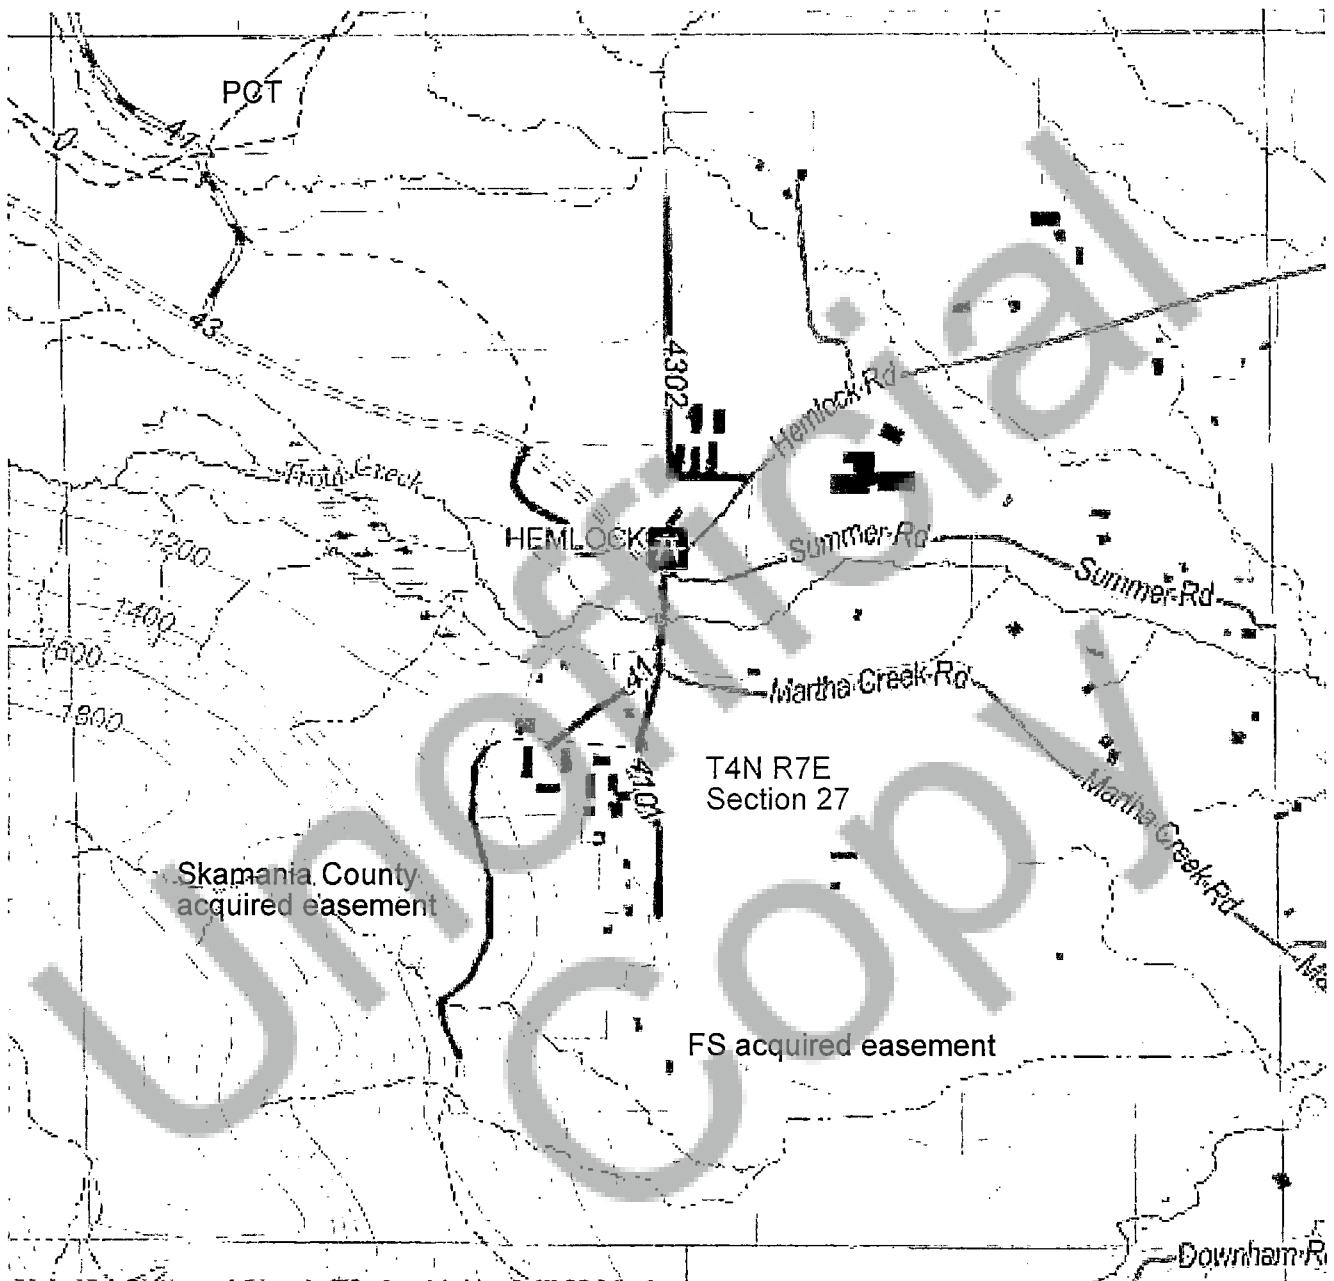 PCT
41
0
43
4302
Hemlock Rd
Trout Creek
HEMLOCK
Summer Rd
Summer Rd
1200
1400
1600
1800
41
Martha Creek Rd
4101
T4N R7E
Section 27
Martha Creek Rd
Skamania County
acquired easement
FS acquired easement
Ma
Downham R
Unofficial
Copy